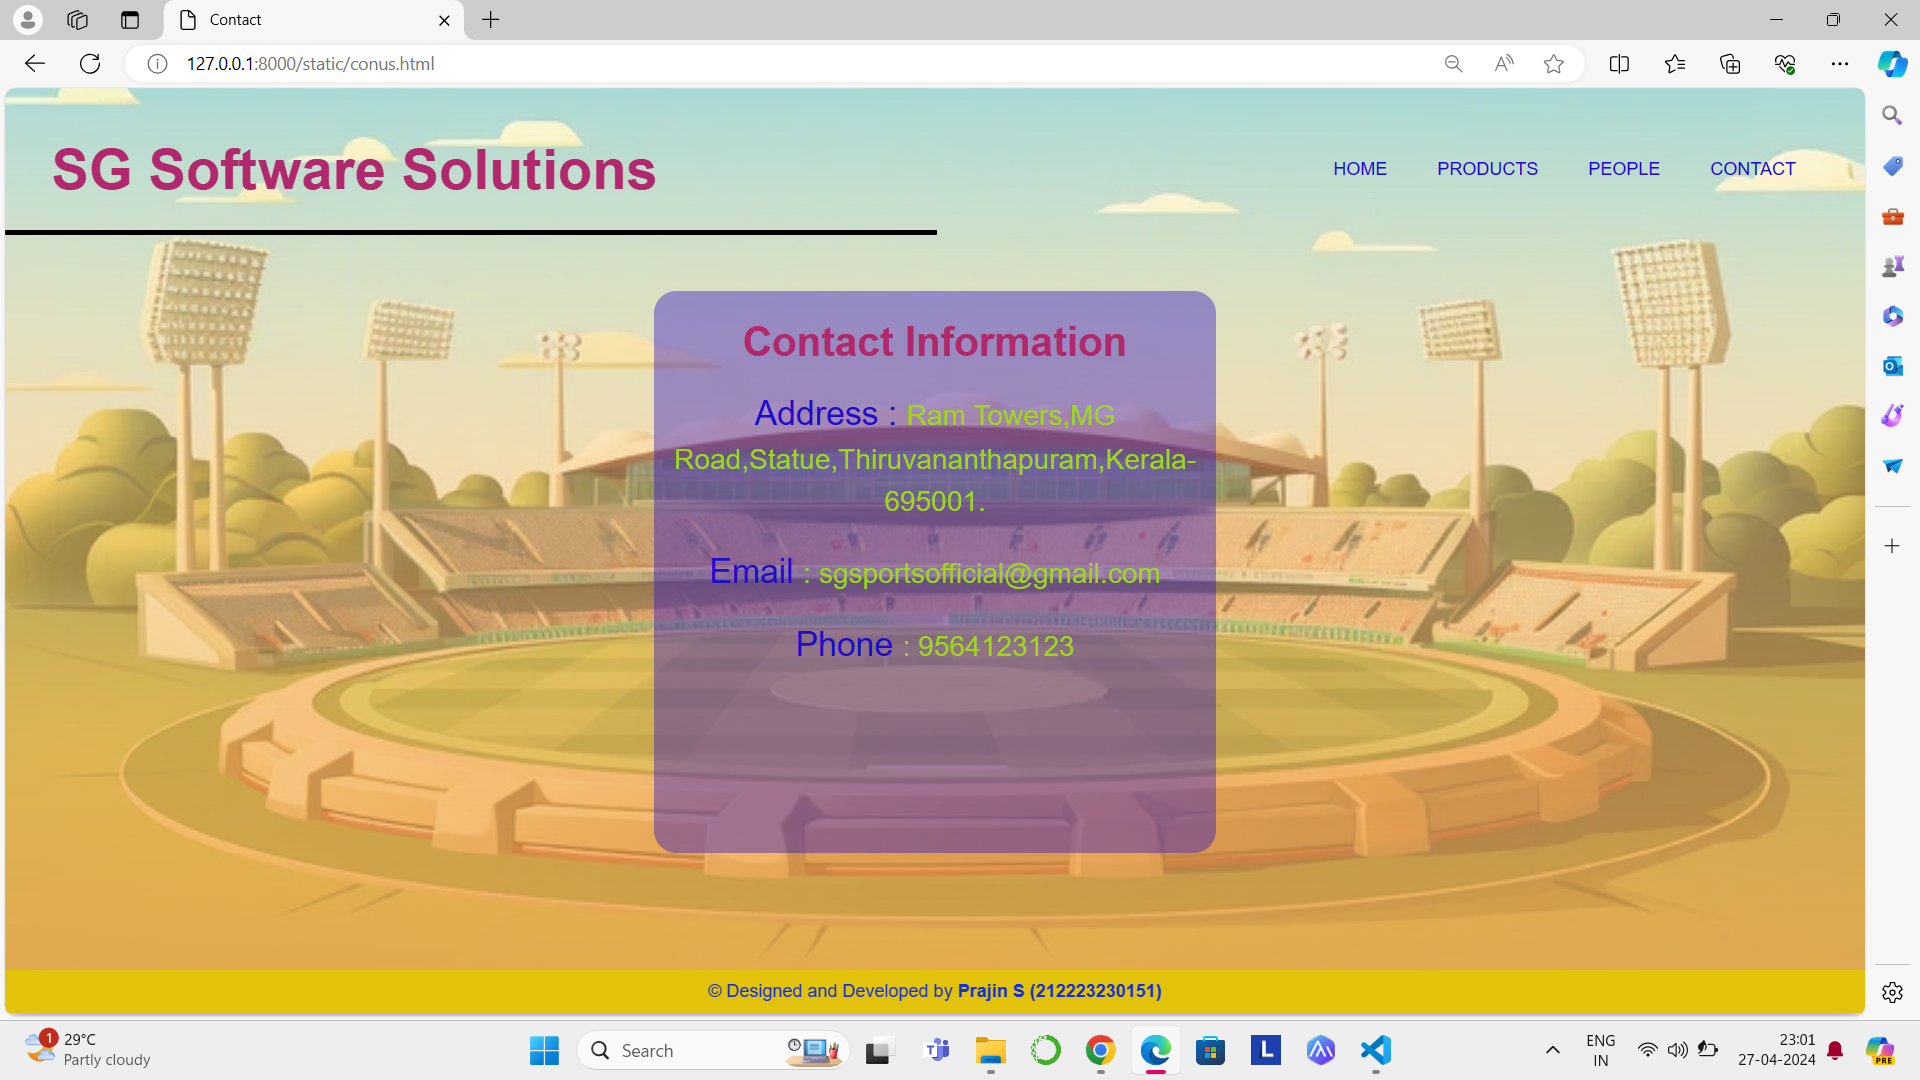 Contact
127.0.0.1:8000/static/conus.html
SG Software Solutions
HOME PRODUCTS PEOPLE CONTACT
Contact Information
Address : Ram Towers,MG
Road,Statue,Thiruvananthapuram,Kerala-
695001.
Email : sgsportsofficial@gmail.com
Phone : 9564123123
© Designed and Developed by Prajin S (212223230151)
1
29°C
Partly cloudy
Search
L
PRE
ENG
IN
23:01
27-04-2024